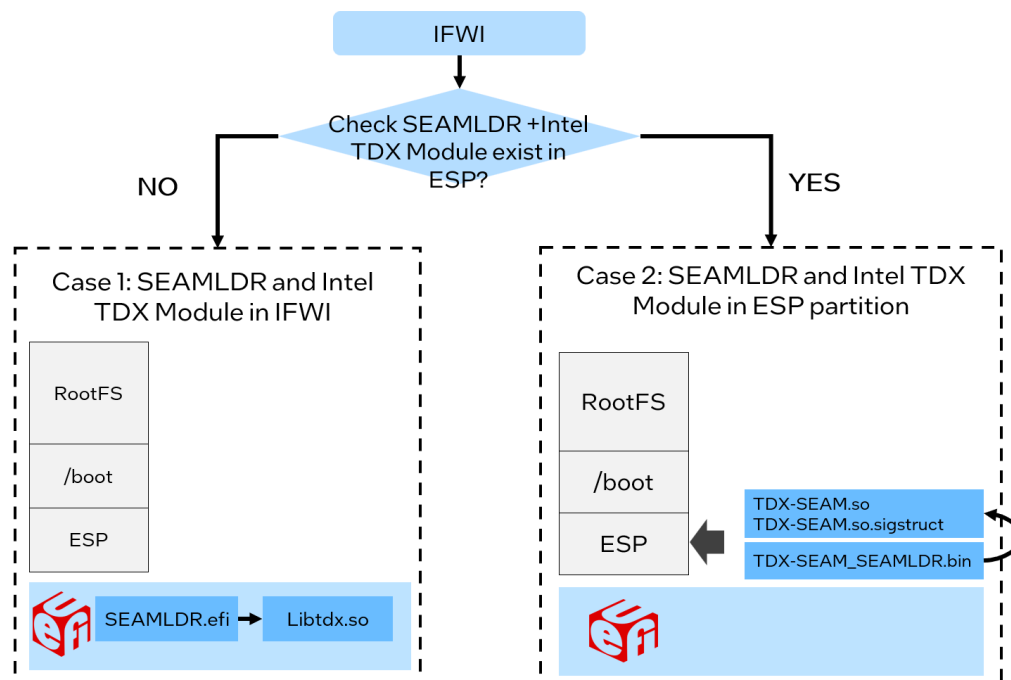 IFWI
Check SEAMLDR +Intel
TDX Module exist in
ESP?
NO
YES
Case 1: SEAMLDR and Intel
TDX Module in IFWI
RootFS
/boot
ESP
UEFI
SEAMLDR.efi
Libtdx.so
Case 2: SEAMLDR and Intel TDX
Module in ESP partition
RootFS
/boot
ESP
TDX-SEAM.so
TDX-SEAM.so.sigstruct
TDX-SEAM_SEAMLDR.bin
UEFI